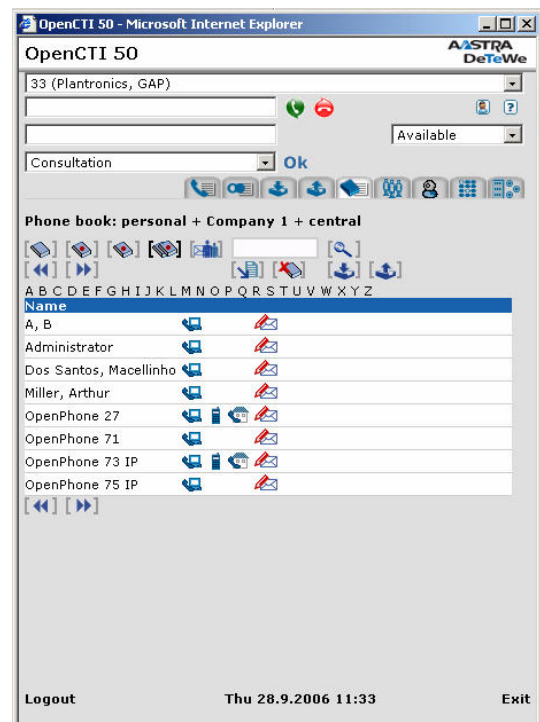 OpenCTI 50 - Microsoft Internet Explorer
OpenCTI 50
AASTRA
DeTeWe
33 (Plantronics, GAP)
?
Available
Consultation
Ok
Phone book: personal + Company 1 + central
A B C D E F G H I J K L M N O P Q R S T U V W X Y Z
Name
A, B
Administrator
Dos Santos, Macellinho
Miller, Arthur
OpenPhone 27
OpenPhone 71
OpenPhone 73 IP
OpenPhone 75 IP
Logout Thu 28.9.2006 11:33 Exit